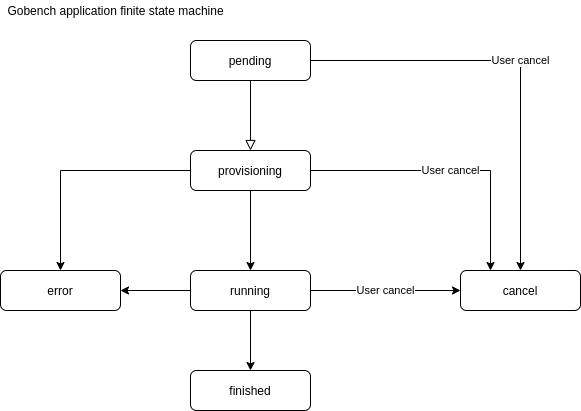 Gobench application finite state machine
pending
User cancel
provisioning
User cancel
error
running
User cancel
cancel
finished